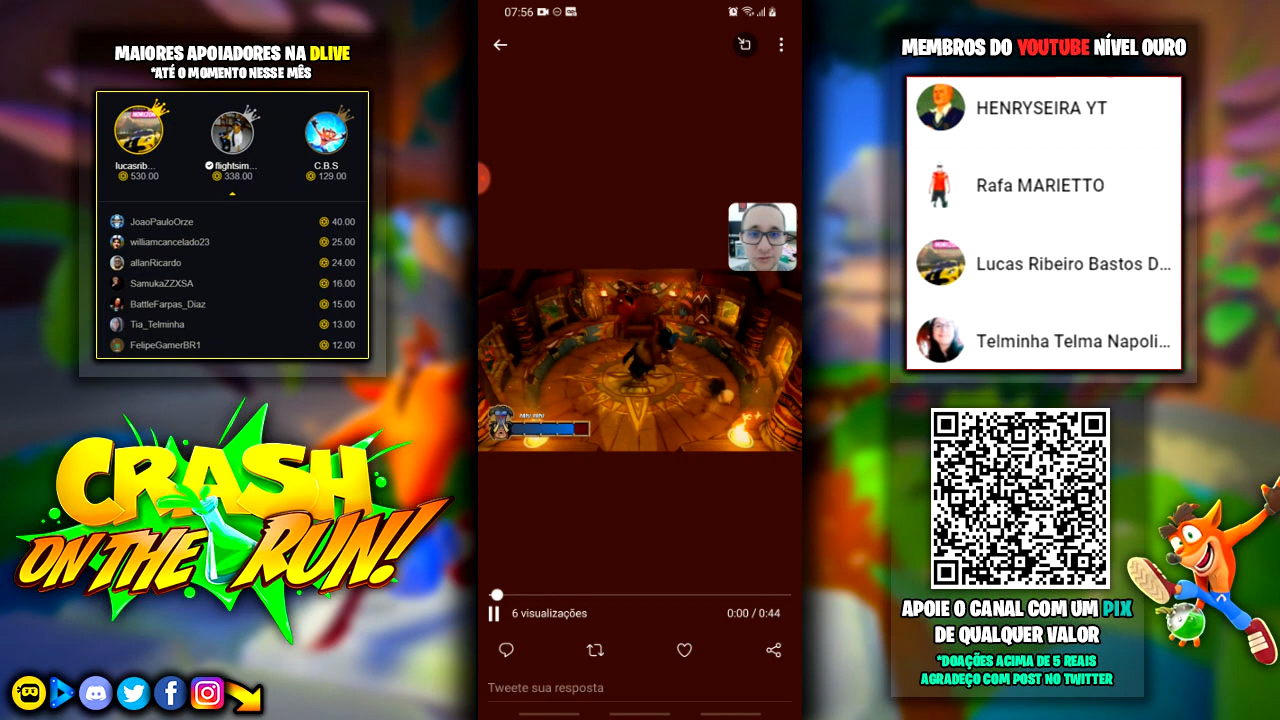 MAIORES APOIADORES NA DLIVE
*ATÉ O MOMENTO NESSE MÊS
lucasrib...
530.00
flightsim...
338.00
C.B.S
129.00
JoaoPauloOrze 40.00
williamcancelado23 25.00
allanRicardo 24.00
SamukaZZXSA 16.00
BattleFarpas_Diaz 15.00
Tia_Telminha 13.00
FelipeGamerBR1 12.00
CRASH
ON THE RUN!
07:56
6 visualizações
0:00 / 0:44
Tweete sua resposta
MEMBROS DO YOUTUBE NÍVEL OURO
HENRYSEIRA YT
Rafa MARIETTO
Lucas Ribeiro Bastos D...
Telminha Telma Napoli...
APOIE O CANAL COM UM PIX
DE QUALQUER VALOR
*DOAÇÕES ACIMA DE 5 REAIS
AGRADEÇO COM POST NO TWITTER